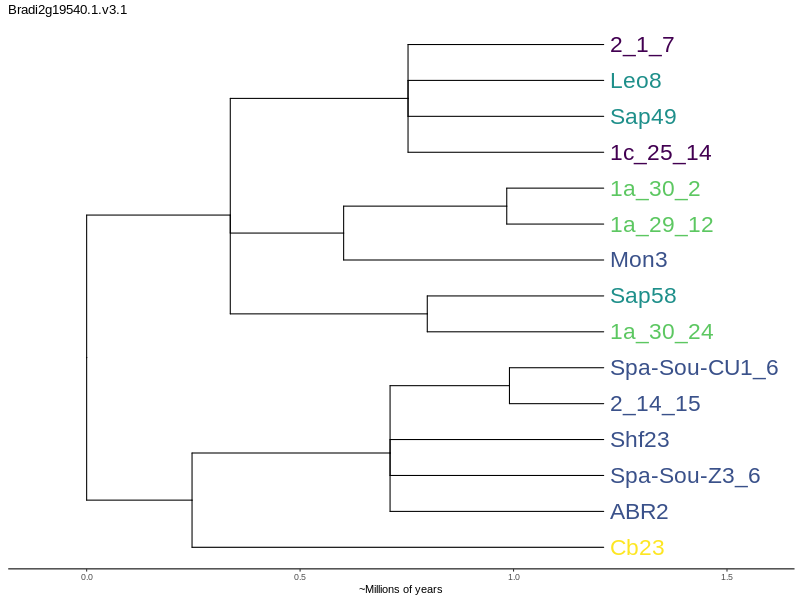 Bradi2g19540.1.v3.1
2_1_7
Leo8
Sap49
1c_25_14
1a_30_2
1a_29_12
Mon3
Sap58
1a_30_24
Spa-Sou-CU1_6
2_14_15
Shf23
Spa-Sou-Z3_6
ABR2
Cb23
0.0 0.5 1.0 1.5
~Millions of years